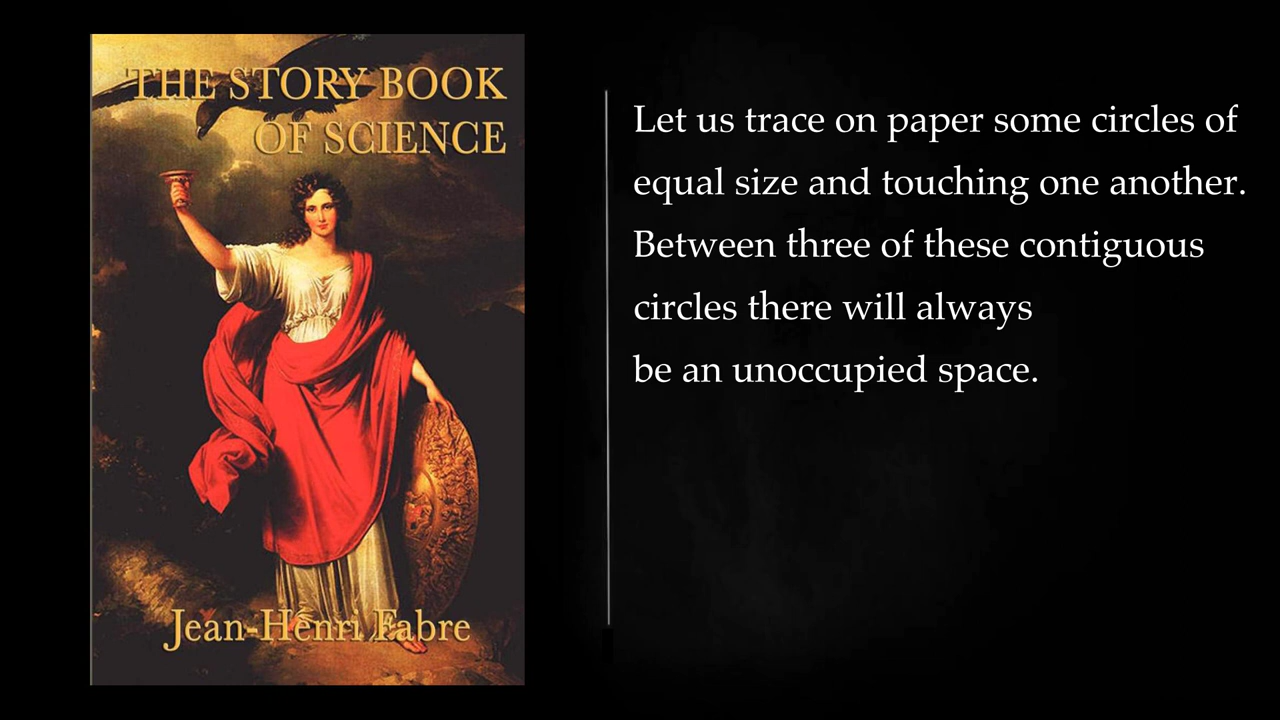 THE STORY BOOK
OF SCIENCE
Jean-Henri Fabre
Let us trace on paper some circles of
equal size and touching one another.
Between three of these contiguous
circles there will always
be an unoccupied space.